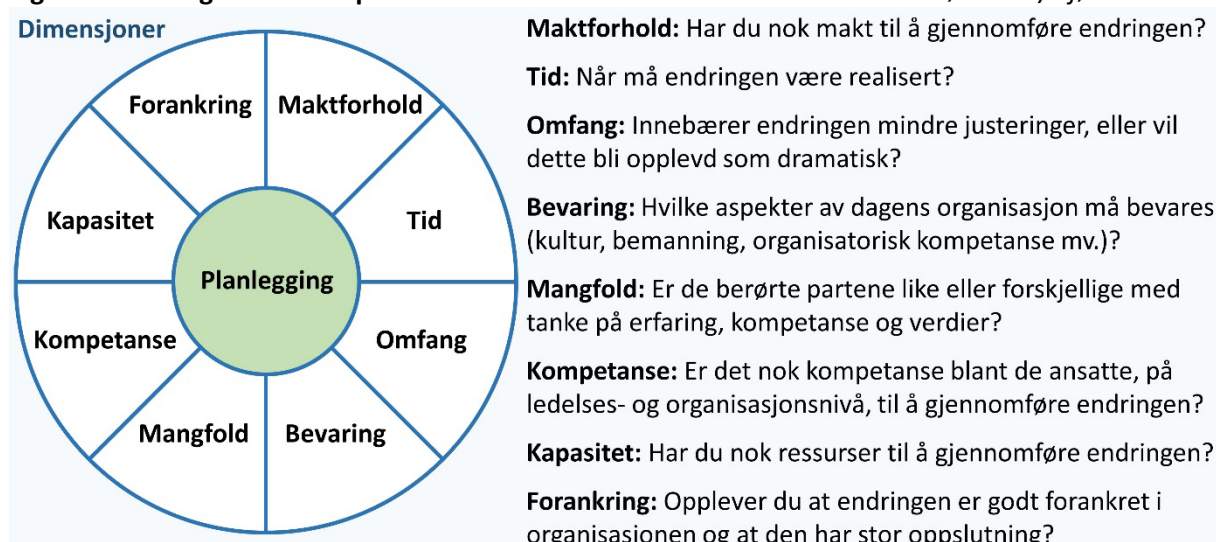 Dimensjoner
Forankring
Maktforhold
Kapasitet
Tid
Planlegging
Kompetanse
Omfang
Mangfold
Bevaring
Maktforhold: Har du nok makt til å gjennomføre endringen?
Tid: Når må endringen være realisert?
Omfang: Innebærer endringen mindre justeringer, eller vil
dette bli opplevd som dramatisk?
Bevaring: Hvilke aspekter av dagens organisasjon må bevares
(kultur, bemanning, organisatorisk kompetanse mv.)?
Mangfold: Er de berørte partene like eller forskjellige med
tanke på erfaring, kompetanse og verdier?
Kompetanse: Er det nok kompetanse blant de ansatte, på
ledelses- og organisasjonsnivå, til å gjennomføre endringen?
Kapasitet: Har du nok ressurser til å gjennomføre endringen?
Forankring: Opplever du at endringen er godt forankret i
organisasjonen og at den har stor oppslutning?